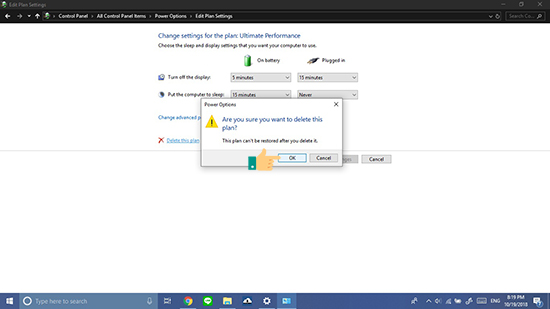 Edit Plan Settings
Control Panel > All Control Panel Items > Power Options > Edit Plan Settings
Search Co...
Change settings for the plan: Ultimate Performance
Choose the sleep and display settings that you want your computer to use.
On battery Plugged in
Turn off the display: 5 minutes 15 minutes
Put the computer to sleep: 15 minutes Never
Change advanced p
Delete this plan
Power Options
Are you sure you want to delete this
plan?
This plan can't be restored after you delete it.
OK Cancel
Cancel
Type here to search
ENG
8:19 PM
10/19/2018